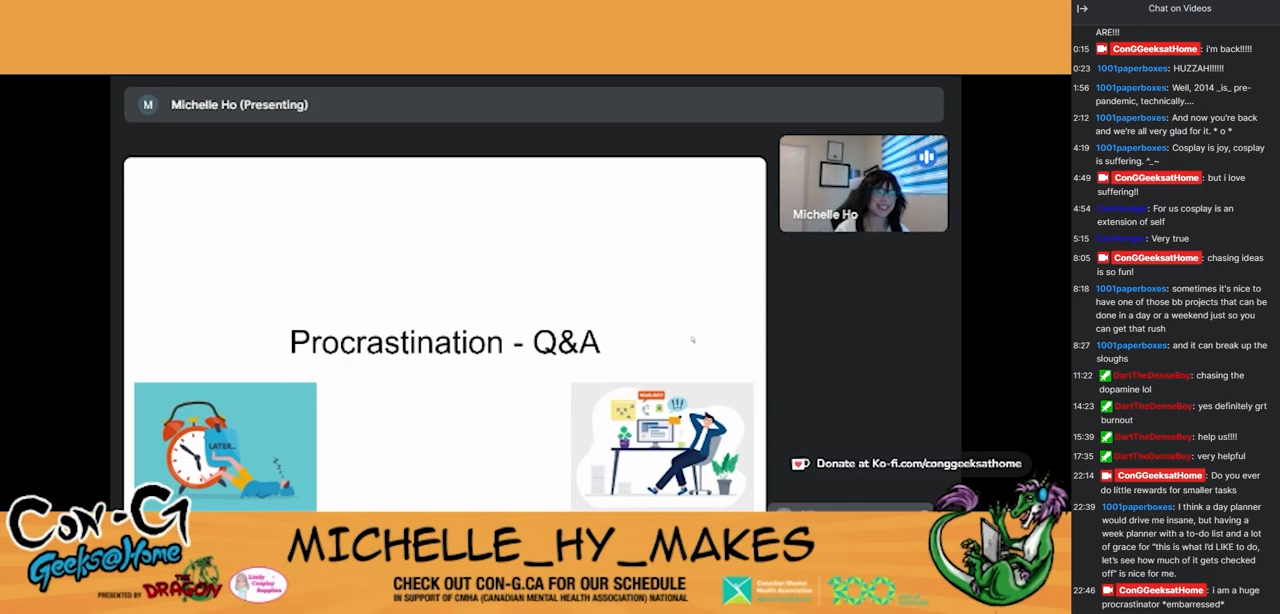 M Michelle Ho (Presenting)
Michelle Ho
Procrastination - Q&A
LATER..
Donate at Ko-fi.com/conggeeksathome
CON-G
Geeks@Home
PRESENTED BY THE DRAGON
Lindy Cosplay Supplies
MICHELLE_HY_MAKES
CHECK OUT CON-G.CA FOR OUR SCHEDULE
IN SUPPORT OF CMHA (CANADIAN MENTAL HEALTH ASSOCIATION) NATIONAL
Canadian Mental
Health Association
100
Chat on Videos
ARE!!!
0:15 ConGGeeksatHome: i'm back!!!!!
0:23 1001paperboxes: HUZZAH!!!!!!
1:56 1001paperboxes: Well, 2014 _is_ pre-
pandemic, technically....
2:12 1001paperboxes: And now you're back
and we're all very glad for it. * o *
4:19 1001paperboxes: Cosplay is joy, cosplay
is suffering. ^_~
4:49 ConGGeeksatHome: but i love
suffering!!
4:54 : For us cosplay is an
extension of self
5:15 : Very true
8:05 ConGGeeksatHome: chasing ideas
is so fun!
8:18 1001paperboxes: sometimes it's nice to
have one of those bb projects that can be
done in a day or a weekend just so you
can get that rush
8:27 1001paperboxes: and it can break up the
sloughs
11:22 DartTheDenseBoy: chasing the
dopamine lol
14:23 DartTheDenseBoy: yes definitely grt
burnout
15:39 DartTheDenseBoy: help us!!!!
17:35 DartTheDenseBoy: very helpful
22:14 ConGGeeksatHome: Do you ever
do little rewards for smaller tasks
22:39 1001paperboxes: I think a day planner
would drive me insane, but having a
week planner with a to-do list and a lot
of grace for "this is what I'd LIKE to do,
let's see how much of it gets checked
off" is nice for me.
22:46 ConGGeeksatHome: i am a huge
procrastinator *embarressed*